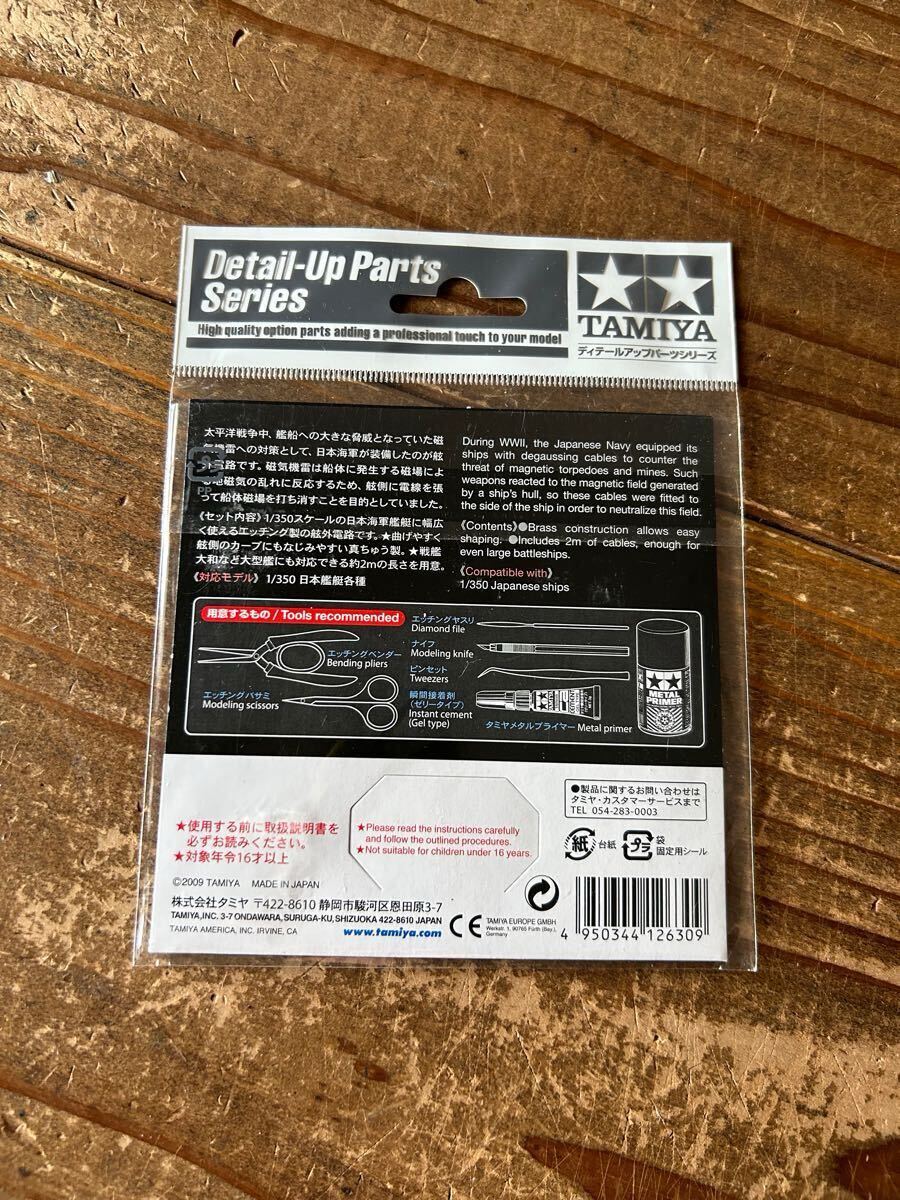 Detail-Up Parts
Series
High quality option parts adding a professional touch to your model
TAMIYA
ディテールアップパーツシリーズ
太平洋戦争中、艦船への大きな脅威となっていた磁
気機雷への対策として、日本海軍が装備したのが舷
外電路です。磁気機雷は船体に発生する磁場によ
る地磁気の乱れに反応するため、舷側に電線を張
って船体磁場を打ち消すことを目的としていました。
《セット内容》1/350スケールの日本海軍艦艇に幅広
く使えるエッチング製の舷外電路です。★曲げやすく
舷側のカーブにもなじみやすい真ちゅう製。★戦艦
大和など大型艦にも対応できる約2mの長さを用意。
《対応モデル》1/350 日本艦艇各種
PP
During WWII, the Japanese Navy equipped its
ships with degaussing cables to counter the
threat of magnetic torpedoes and mines. Such
weapons reacted to the magnetic field generated
by a ship's hull, so these cables were fitted to
the side of the ship in order to neutralize this field.
《Contents》●Brass construction allows easy
shaping. ●Includes 2m of cables, enough for
even large battleships.
《Compatible with》
1/350 Japanese ships
用意するもの / Tools recommended
エッチングベンダー
Bending pliers
エッチングバサミ
Modeling scissors
エッチングヤスリ
Diamond file
ナイフ
Modeling knife
ピンセット
Tweezers
瞬間接着剤
(ゼリータイプ)
Instant cement
(Gel type)
タミヤメタルプライマー Metal primer
METAL
PRIMER
★使用する前に取扱説明書を
必ずお読みください。
★対象年令16才以上
★Please read the instructions carefully
and follow the outlined procedures.
★Not suitable for children under 16 years.
●製品に関するお問い合わせは
タミヤ・カスタマーサービスまで
TEL 054-283-0003
紙 台紙
プラ 袋
固定用シール
©2009 TAMIYA MADE IN JAPAN
株式会社タミヤ 〒422-8610 静岡市駿河区恩田原3-7
TAMIYA,INC. 3-7 ONDAWARA, SURUGA-KU, SHIZUOKA 422-8610 JAPAN
TAMIYA AMERICA, INC. IRVINE, CA
www.tamiya.com
CE
TAMIYA EUROPE GMBH
Werkstr. 1, 90765 Fürth (Bay.),
Germany
4 950344 126309